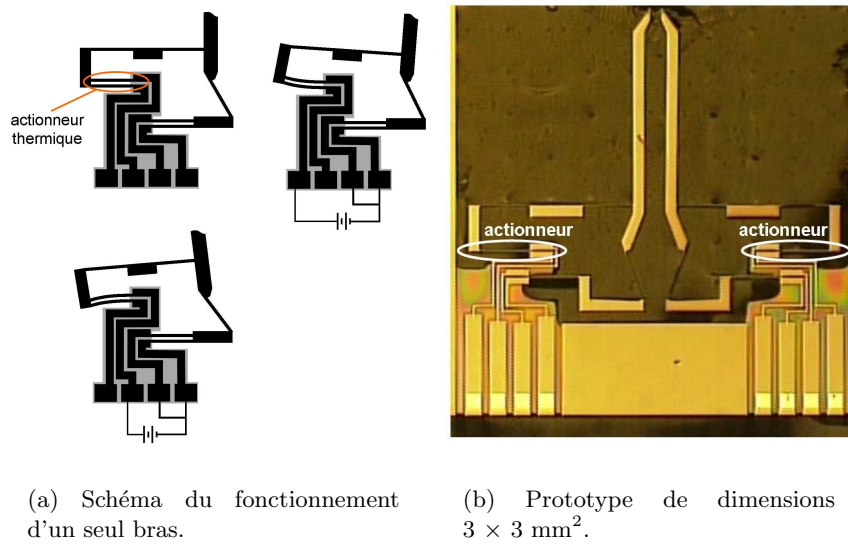 actionneur
thermique
actionneur
actionneur
(a) Schéma du fonctionnement
d'un seul bras.
(b) Prototype de dimensions
3 × 3 mm².